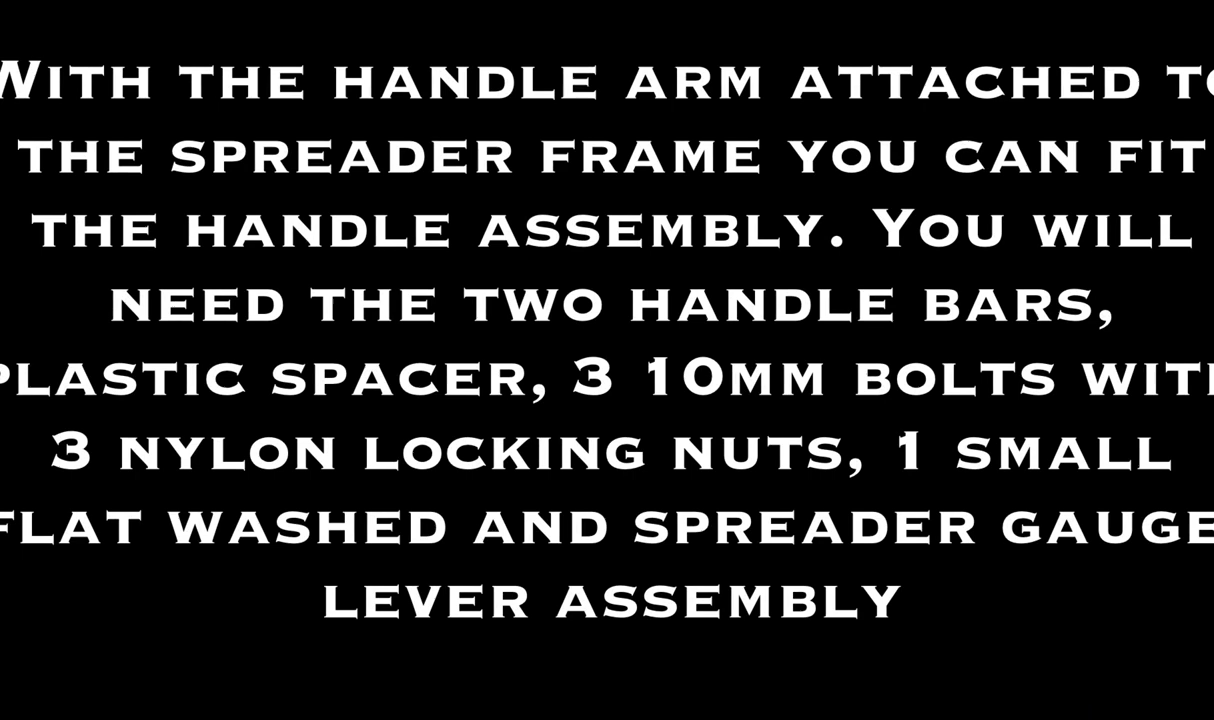 With the handle arm attached to
the spreader frame you can fit
the handle assembly. You will
need the two handle bars,
plastic spacer, 3 10mm bolts with
3 nylon locking nuts, 1 small
flat washed and spreader gauge
lever assembly